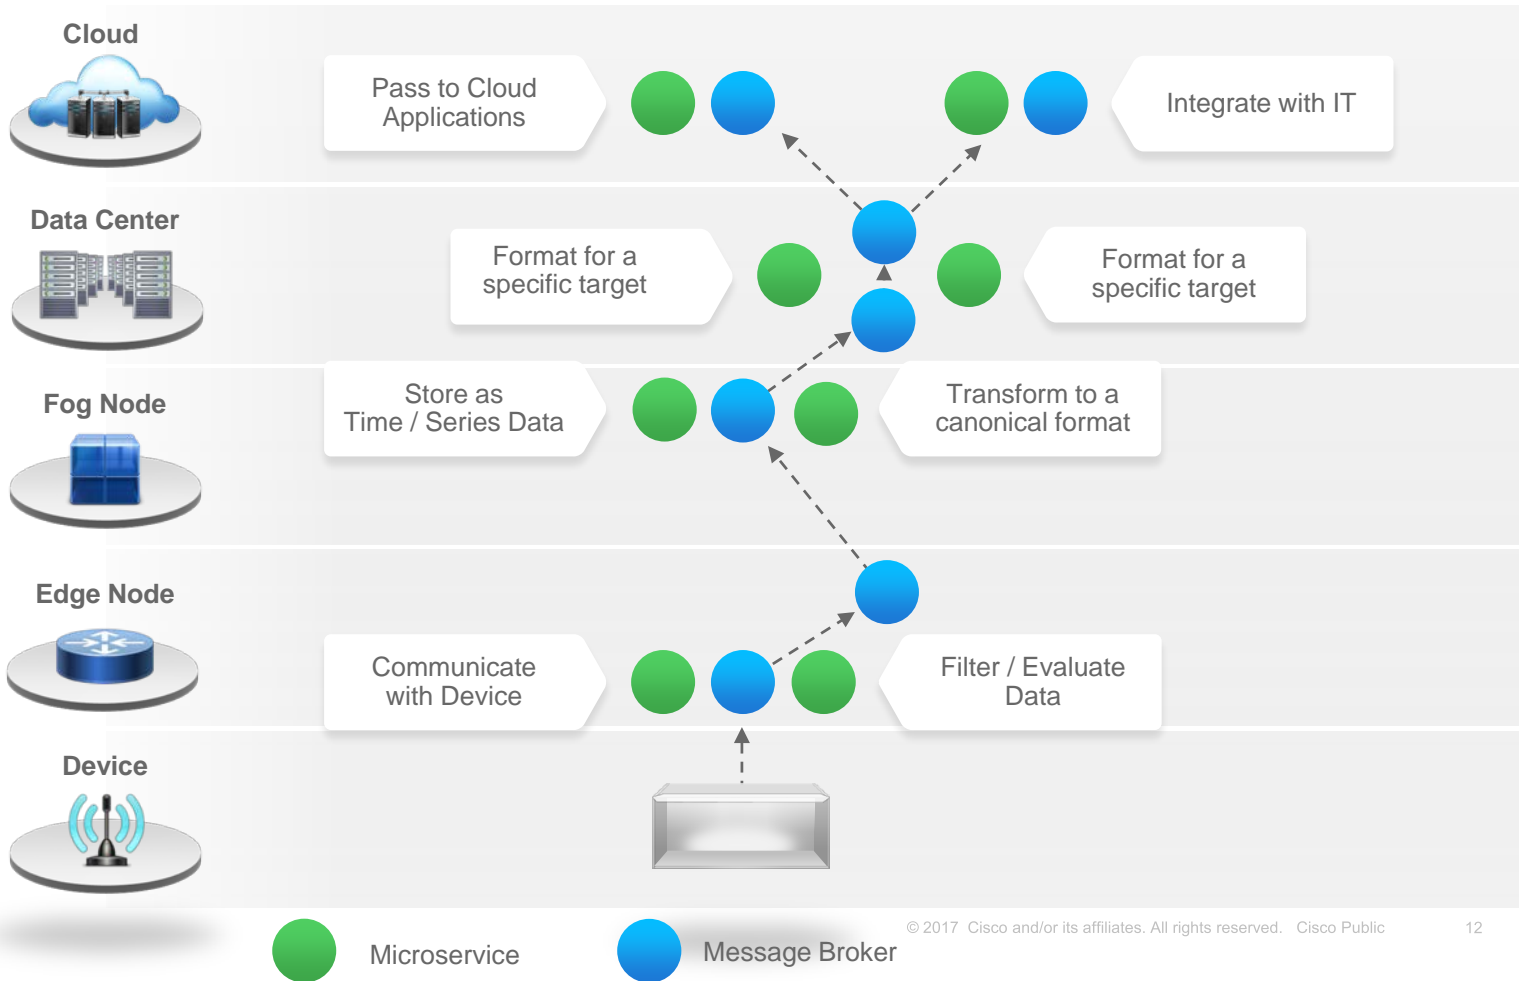 Cloud
Pass to Cloud
Applications
Integrate with IT
Data Center
Format for a
specific target
Format for a
specific target
Fog Node
Store as
Time / Series Data
Transform to a
canonical format
Edge Node
Communicate
with Device
Filter / Evaluate
Data
Device
© 2017 Cisco and/or its affiliates. All rights reserved. Cisco Public
12
Microservice
Message Broker